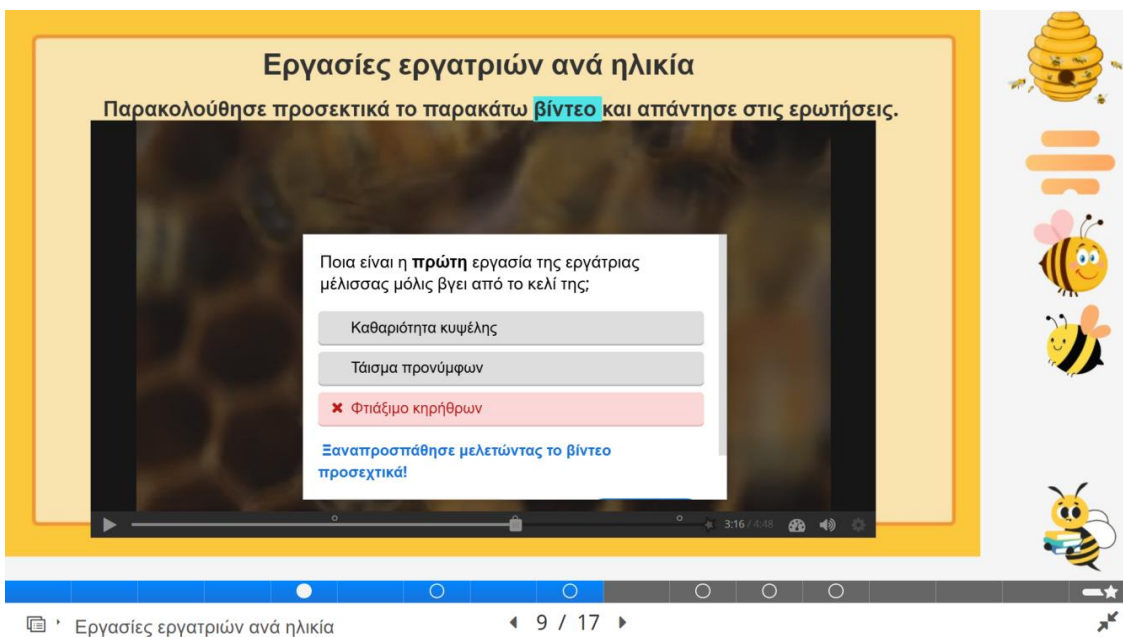 Εργασίες εργατριών ανά ηλικία
Παρακολούθησε προσεκτικά το παρακάτω βίντεο και απάντησε στις ερωτήσεις.
Ποια είναι η πρώτη εργασία της εργάτριας
μέλισσας μόλις βγει από το κελί της;
Καθαριότητα κυψέλης
Τάισμα προνύμφων
✖ Φτιάξιμο κηρήθρων
Ξαναπροσπάθησε μελετώντας το βίντεο
προσεχτικά!
3:16 / 4:48
Εργασίες εργατριών ανά ηλικία
9 / 17